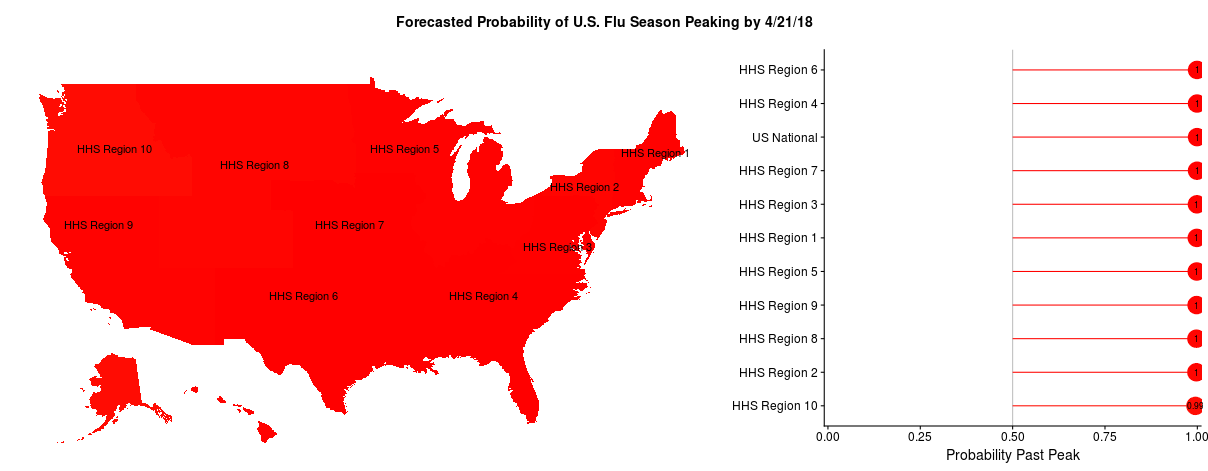 Forecasted Probability of U.S. Flu Season Peaking by 4/21/18
HHS Region 10
HHS Region 8
HHS Region 5
HHS Region 1
HHS Region 2
HHS Region 9
HHS Region 7
HHS Region 3
HHS Region 6
HHS Region 4
HHS Region 6
1
HHS Region 4
1
US National
1
HHS Region 7
1
HHS Region 3
1
HHS Region 1
1
HHS Region 5
1
HHS Region 9
1
HHS Region 8
1
HHS Region 2
1
HHS Region 10
0.99
0.00 0.25 0.50 0.75 1.00
Probability Past Peak